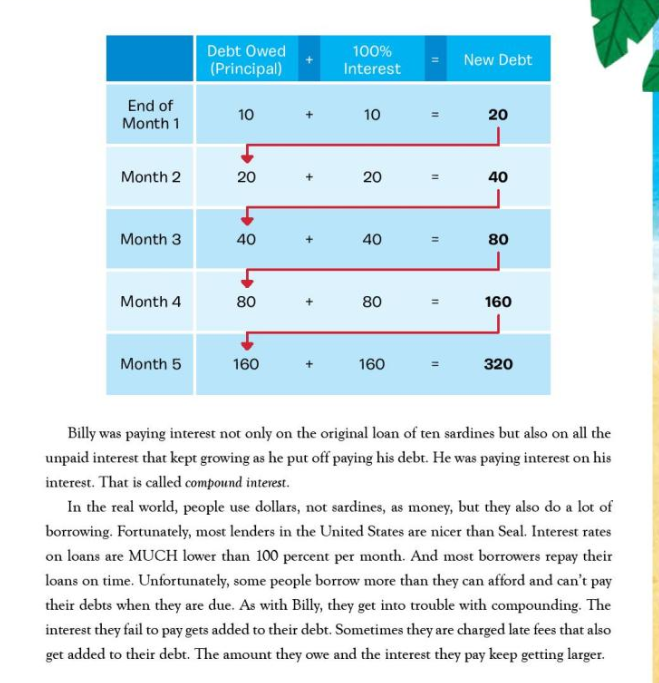 Debt Owed (Principal) + 100% Interest = New Debt
End of Month 1 10 + 10 = 20
Month 2 20 + 20 = 40
Month 3 40 + 40 = 80
Month 4 80 + 80 = 160
Month 5 160 + 160 = 320
Billy was paying interest not only on the original loan of ten sardines but also on all the
unpaid interest that kept growing as he put off paying his debt. He was paying interest on his
interest. That is called compound interest.
In the real world, people use dollars, not sardines, as money, but they also do a lot of
borrowing. Fortunately, most lenders in the United States are nicer than Seal. Interest rates
on loans are MUCH lower than 100 percent per month. And most borrowers repay their
loans on time. Unfortunately, some people borrow more than they can afford and can't pay
their debts when they are due. As with Billy, they get into trouble with compounding. The
interest they fail to pay gets added to their debt. Sometimes they are charged late fees that also
get added to their debt. The amount they owe and the interest they pay keep getting larger.